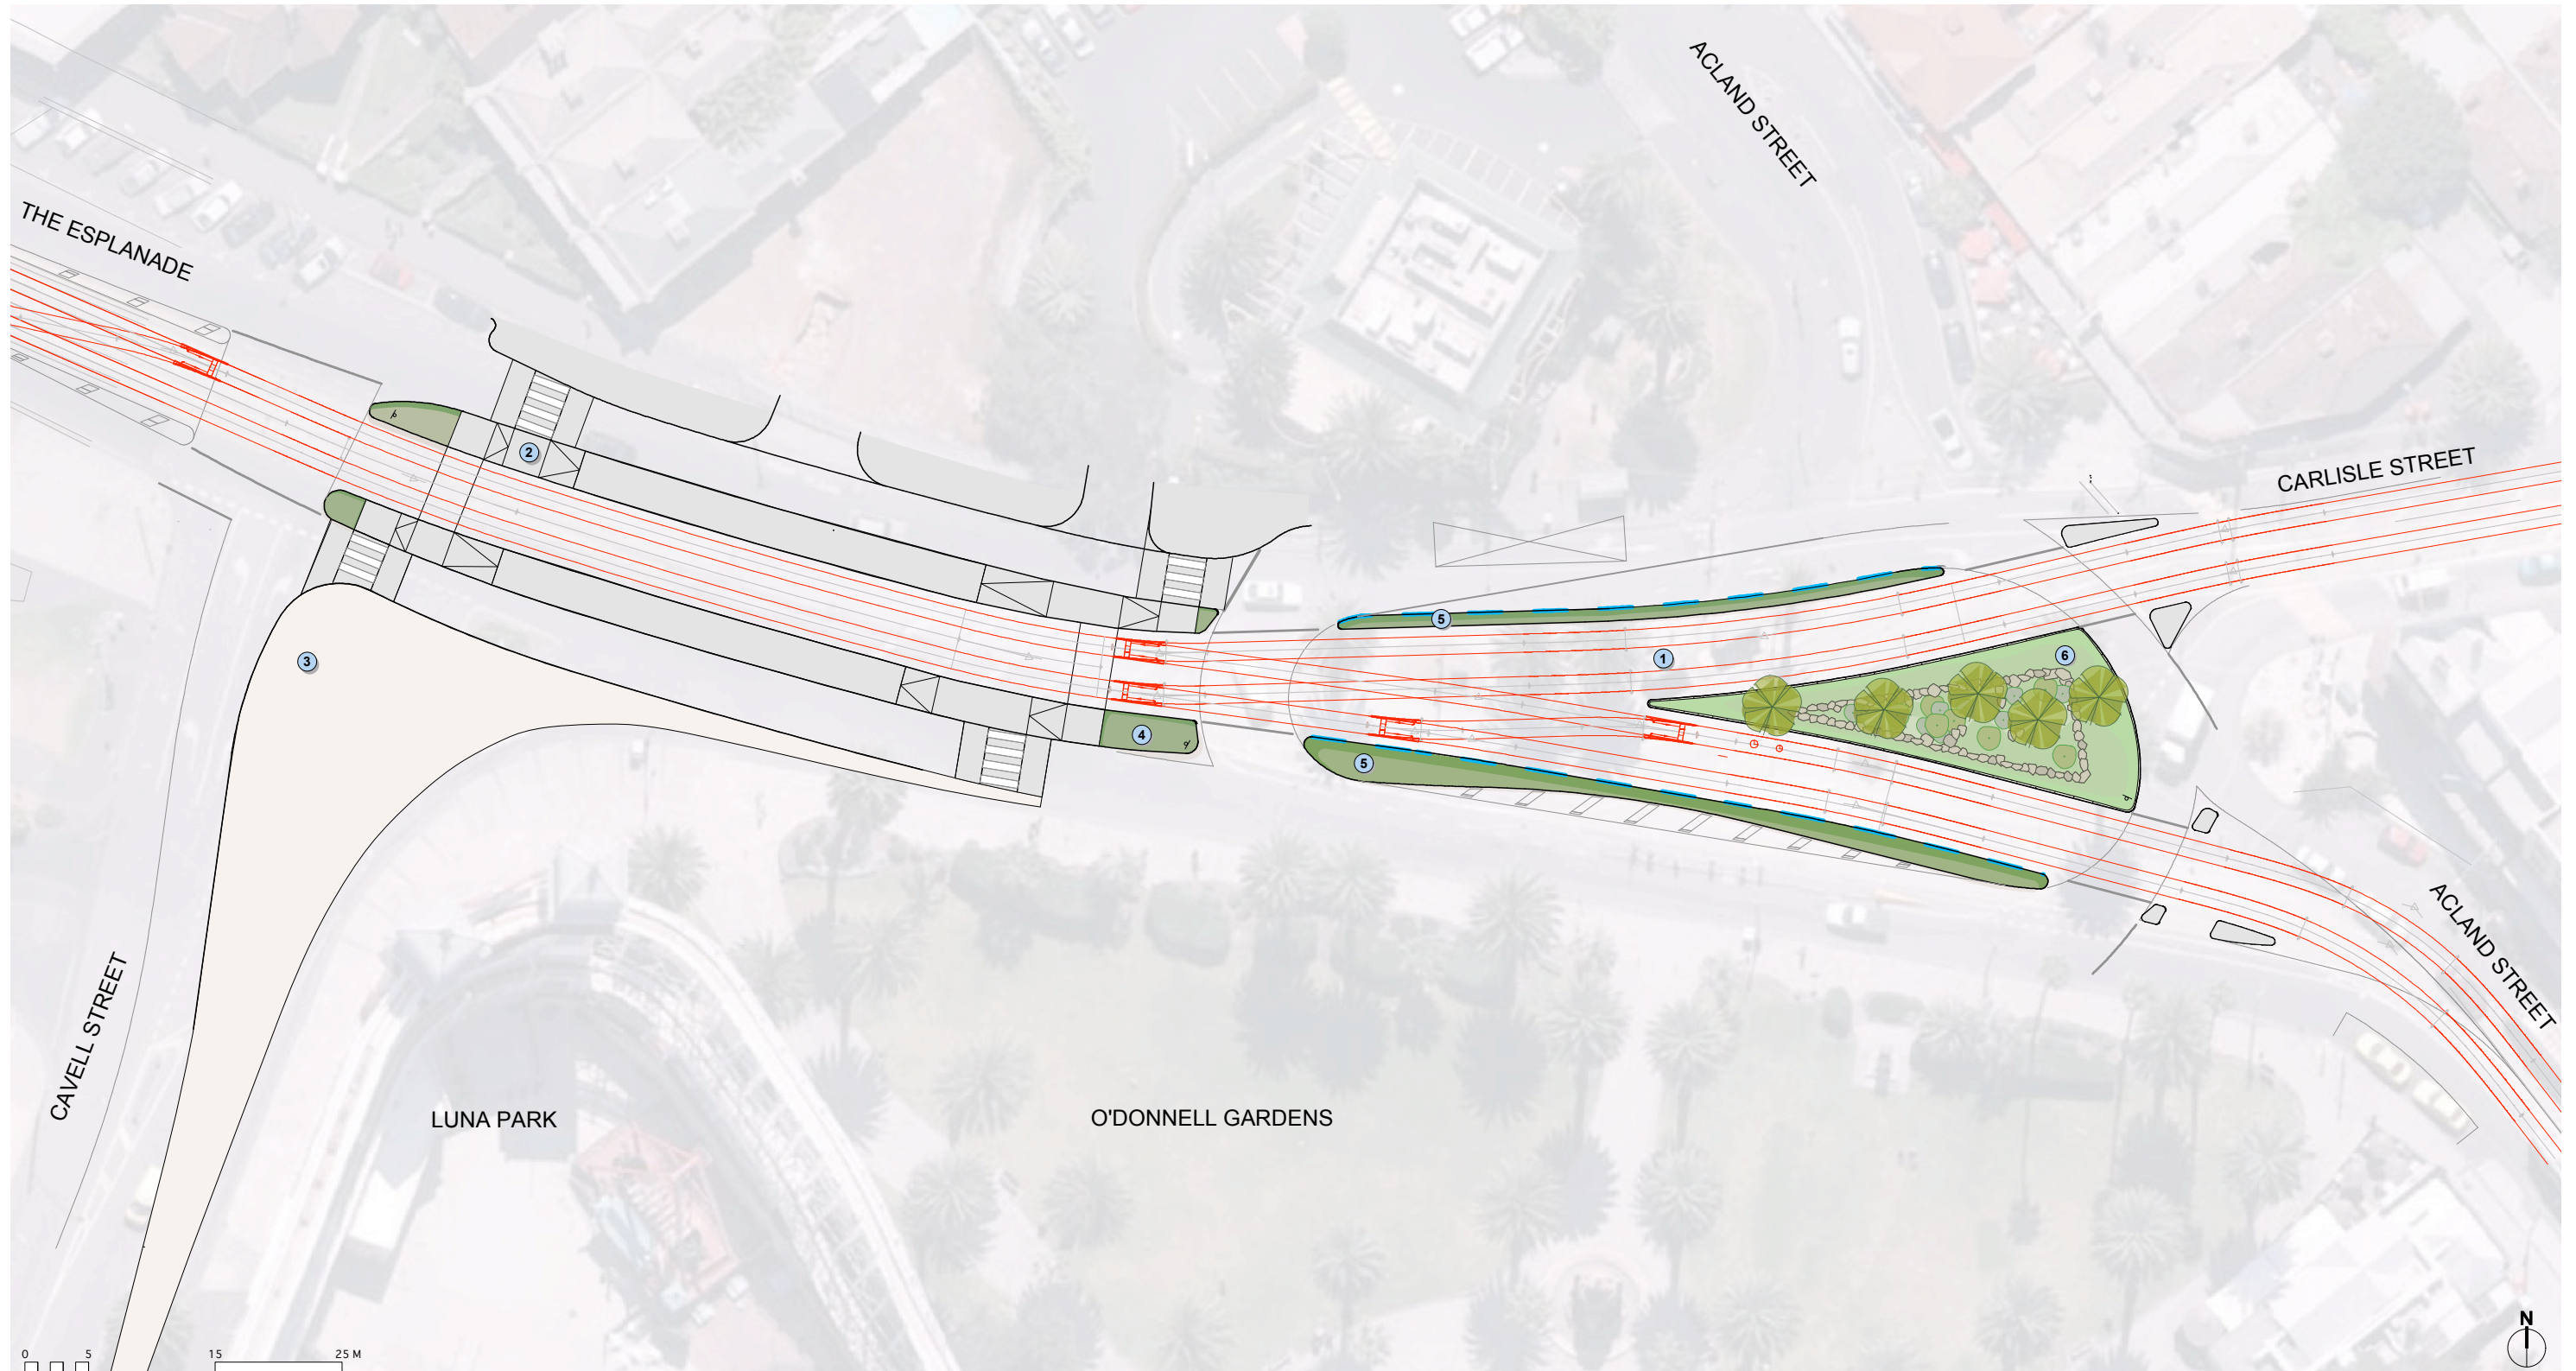 ACLAND STREET
THE ESPLANADE
2
CARLISLE STREET
5
1
6
3
4
5
ACLAND STREET
CAVELL STREET
LUNA PARK
O'DONNELL GARDENS
N
0 5 15 25 M